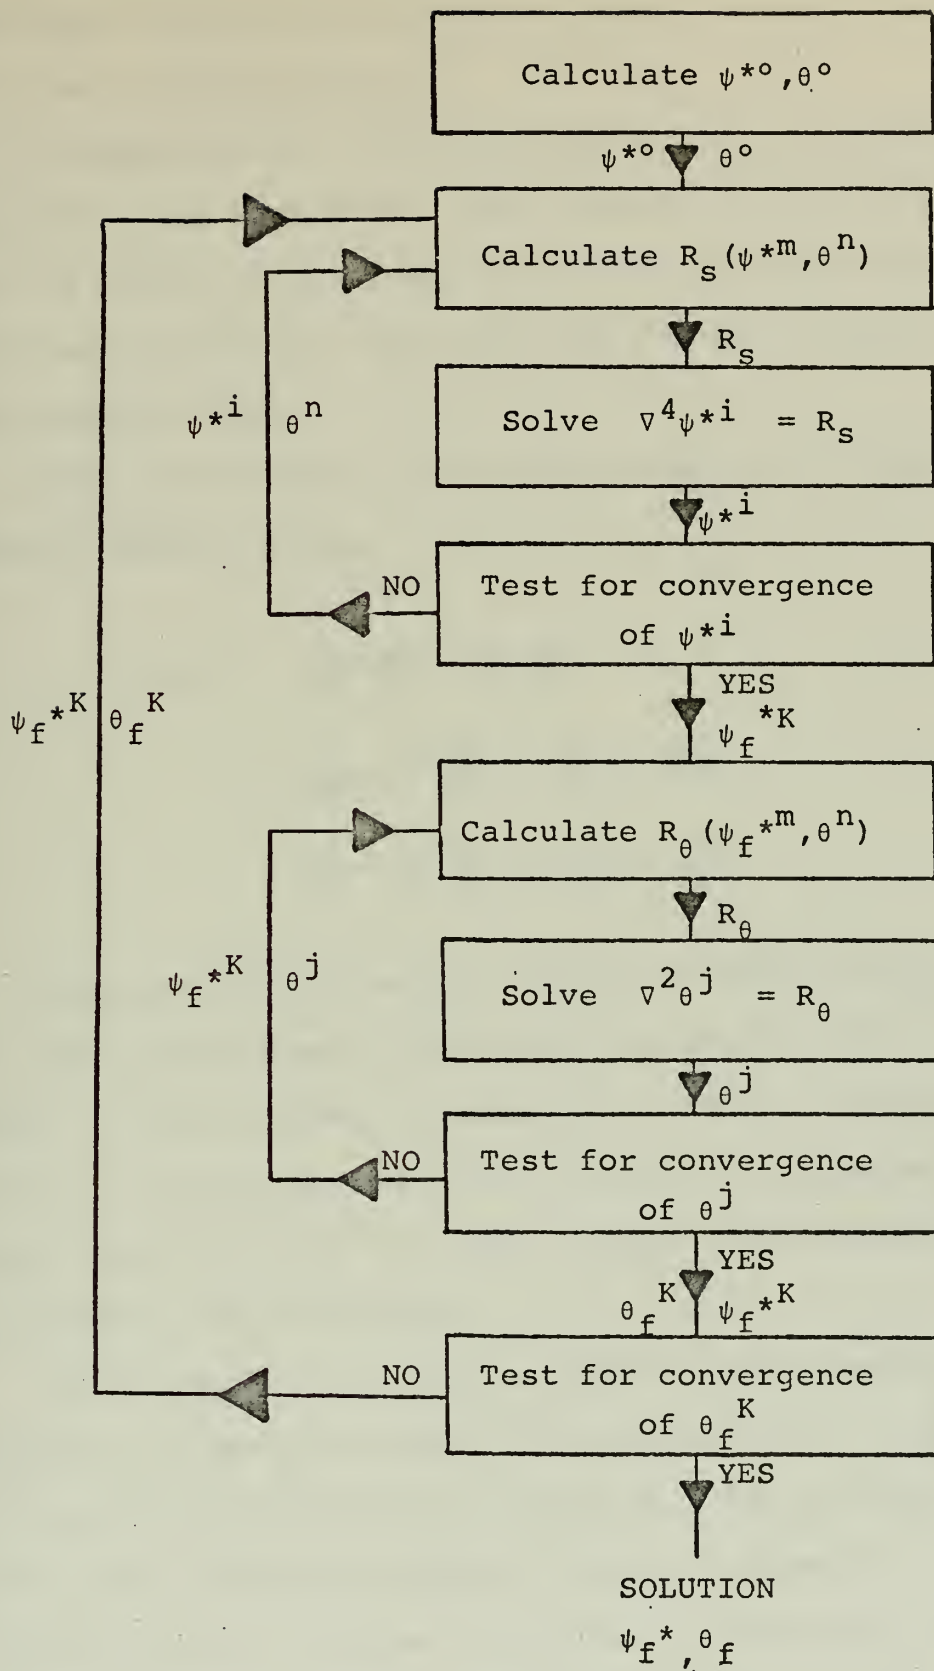 Calculate ψ*°,θ°
ψ*° θ°
Calculate R_s(ψ*^m,θ^n)
R_s
ψ*^i θ^n
Solve ∇^4ψ*^i = R_s
ψ*^i
NO
Test for convergence
of ψ*^i
YES
ψ_f*^K θ_f^K
ψ_f*^K
Calculate R_θ(ψ_f*^m,θ^n)
R_θ
ψ_f*^K θ^j
Solve ∇^2θ^j = R_θ
θ^j
NO
Test for convergence
of θ^j
YES
θ_f^K ψ_f*^K
NO
Test for convergence
of θ_f^K
YES
SOLUTION
ψ_f*,θ_f